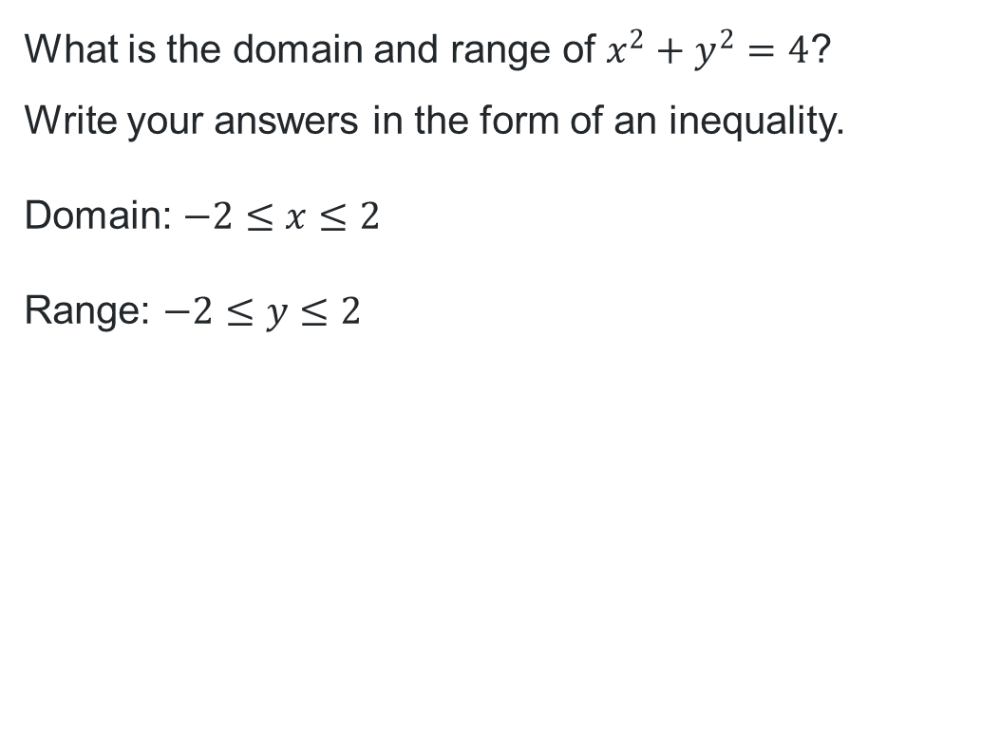 What is the domain and range of x² + y² = 4?
Write your answers in the form of an inequality.
Domain: −2 ≤ x ≤ 2
Range: −2 ≤ y ≤ 2